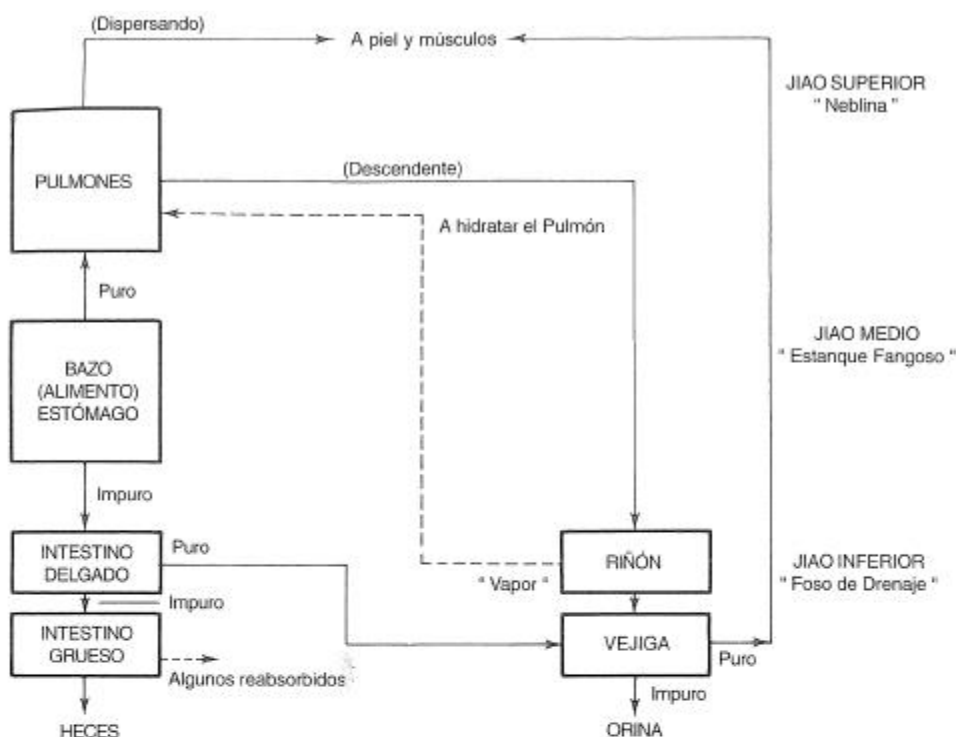 (Dispersando)
A piel y músculos
JIAO SUPERIOR
" Neblina "
PULMONES
(Descendente)
A hidratar el Pulmón
Puro
BAZO
(ALIMENTO)
ESTÓMAGO
JIAO MEDIO
" Estanque Fangoso "
Impuro
INTESTINO
DELGADO
Puro
" Vapor "
RIÑÓN
JIAO INFERIOR
" Foso de Drenaje "
Impuro
INTESTINO
GRUESO
Algunos reabsorbidos
VEJIGA
Puro
Impuro
HECES
ORINA